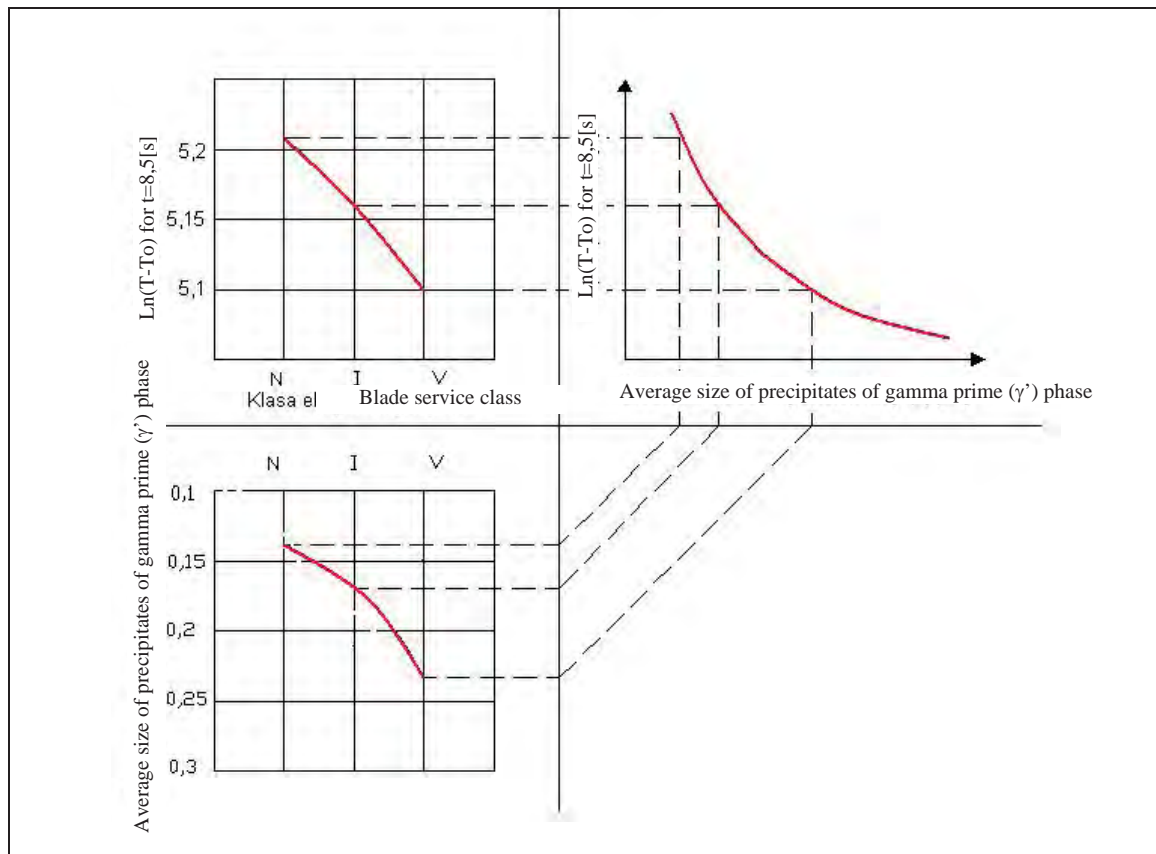 Ln(T-To) for t=8,5[s]
5,2
5,15
5,1
N I V
Klasa el
Blade service class
Ln(T-To) for t=8,5[s]
Average size of precipitates of gamma prime (γ’) phase
Average size of precipitates of gamma prime (γ’) phase
N I V
0,1
0,15
0,2
0,25
0,3